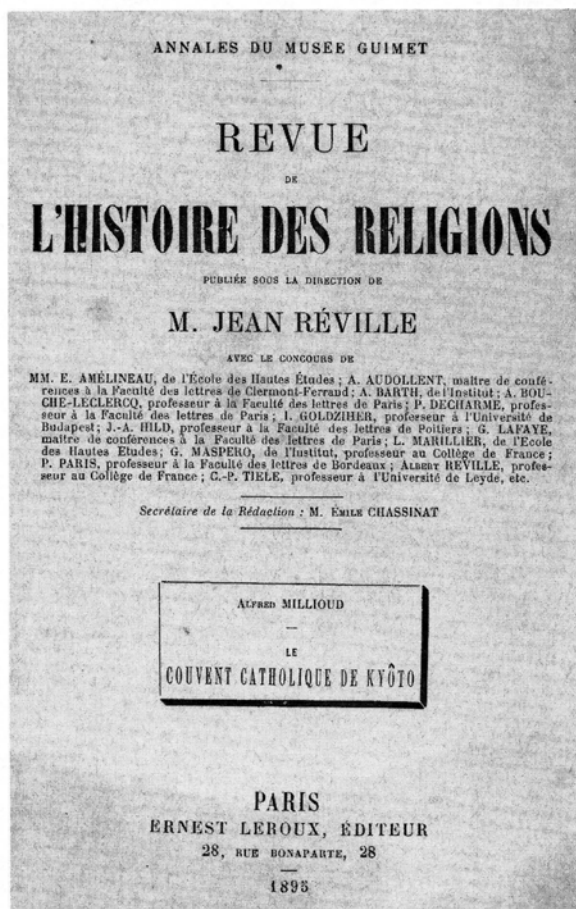 ANNALES DU MUSÉE GUIMET
REVUE
DE
L'HISTOIRE DES RELIGIONS
PUBLIÉE SOUS LA DIRECTION DE
M. JEAN RÉVILLE
AVEC LE CONCOURS DE
MM. E. AMÉLINEAU, de l'École des Hautes Études; A. AUDOLLENT, maître de confé-
rences à la Faculté des lettres de Clermont-Ferrand; A. BARTH, de l'Institut; A. BOU-
CHÉ-LECLERCQ, professeur à la Faculté des lettres de Paris; P. DECHARME, profes-
seur à la Faculté des lettres de Paris; I. GOLDZIHER, professeur à l'Université de
Budapest; J.-A. HILD, professeur à la Faculté des lettres de Poitiers; G. LAFAYE,
maître de conférences à la Faculté des lettres de Paris; L. MARILLIER, de l'École
des Hautes Études; G. MASPERO, de l'Institut, professeur au Collège de France;
P. PARIS, professeur à la Faculté des lettres de Bordeaux; ALBERT RÉVILLE, profes-
seur au Collège de France; C.-P. TIELE, professeur à l'Université de Leyde, etc.
Secrétaire de la Rédaction : M. ÉMILE CHASSINAT
ALFRED MILLIOUD
LE
COUVENT CATHOLIQUE DE KYÔTO
PARIS
ERNEST LEROUX, ÉDITEUR
28, RUE BONAPARTE, 28
1895